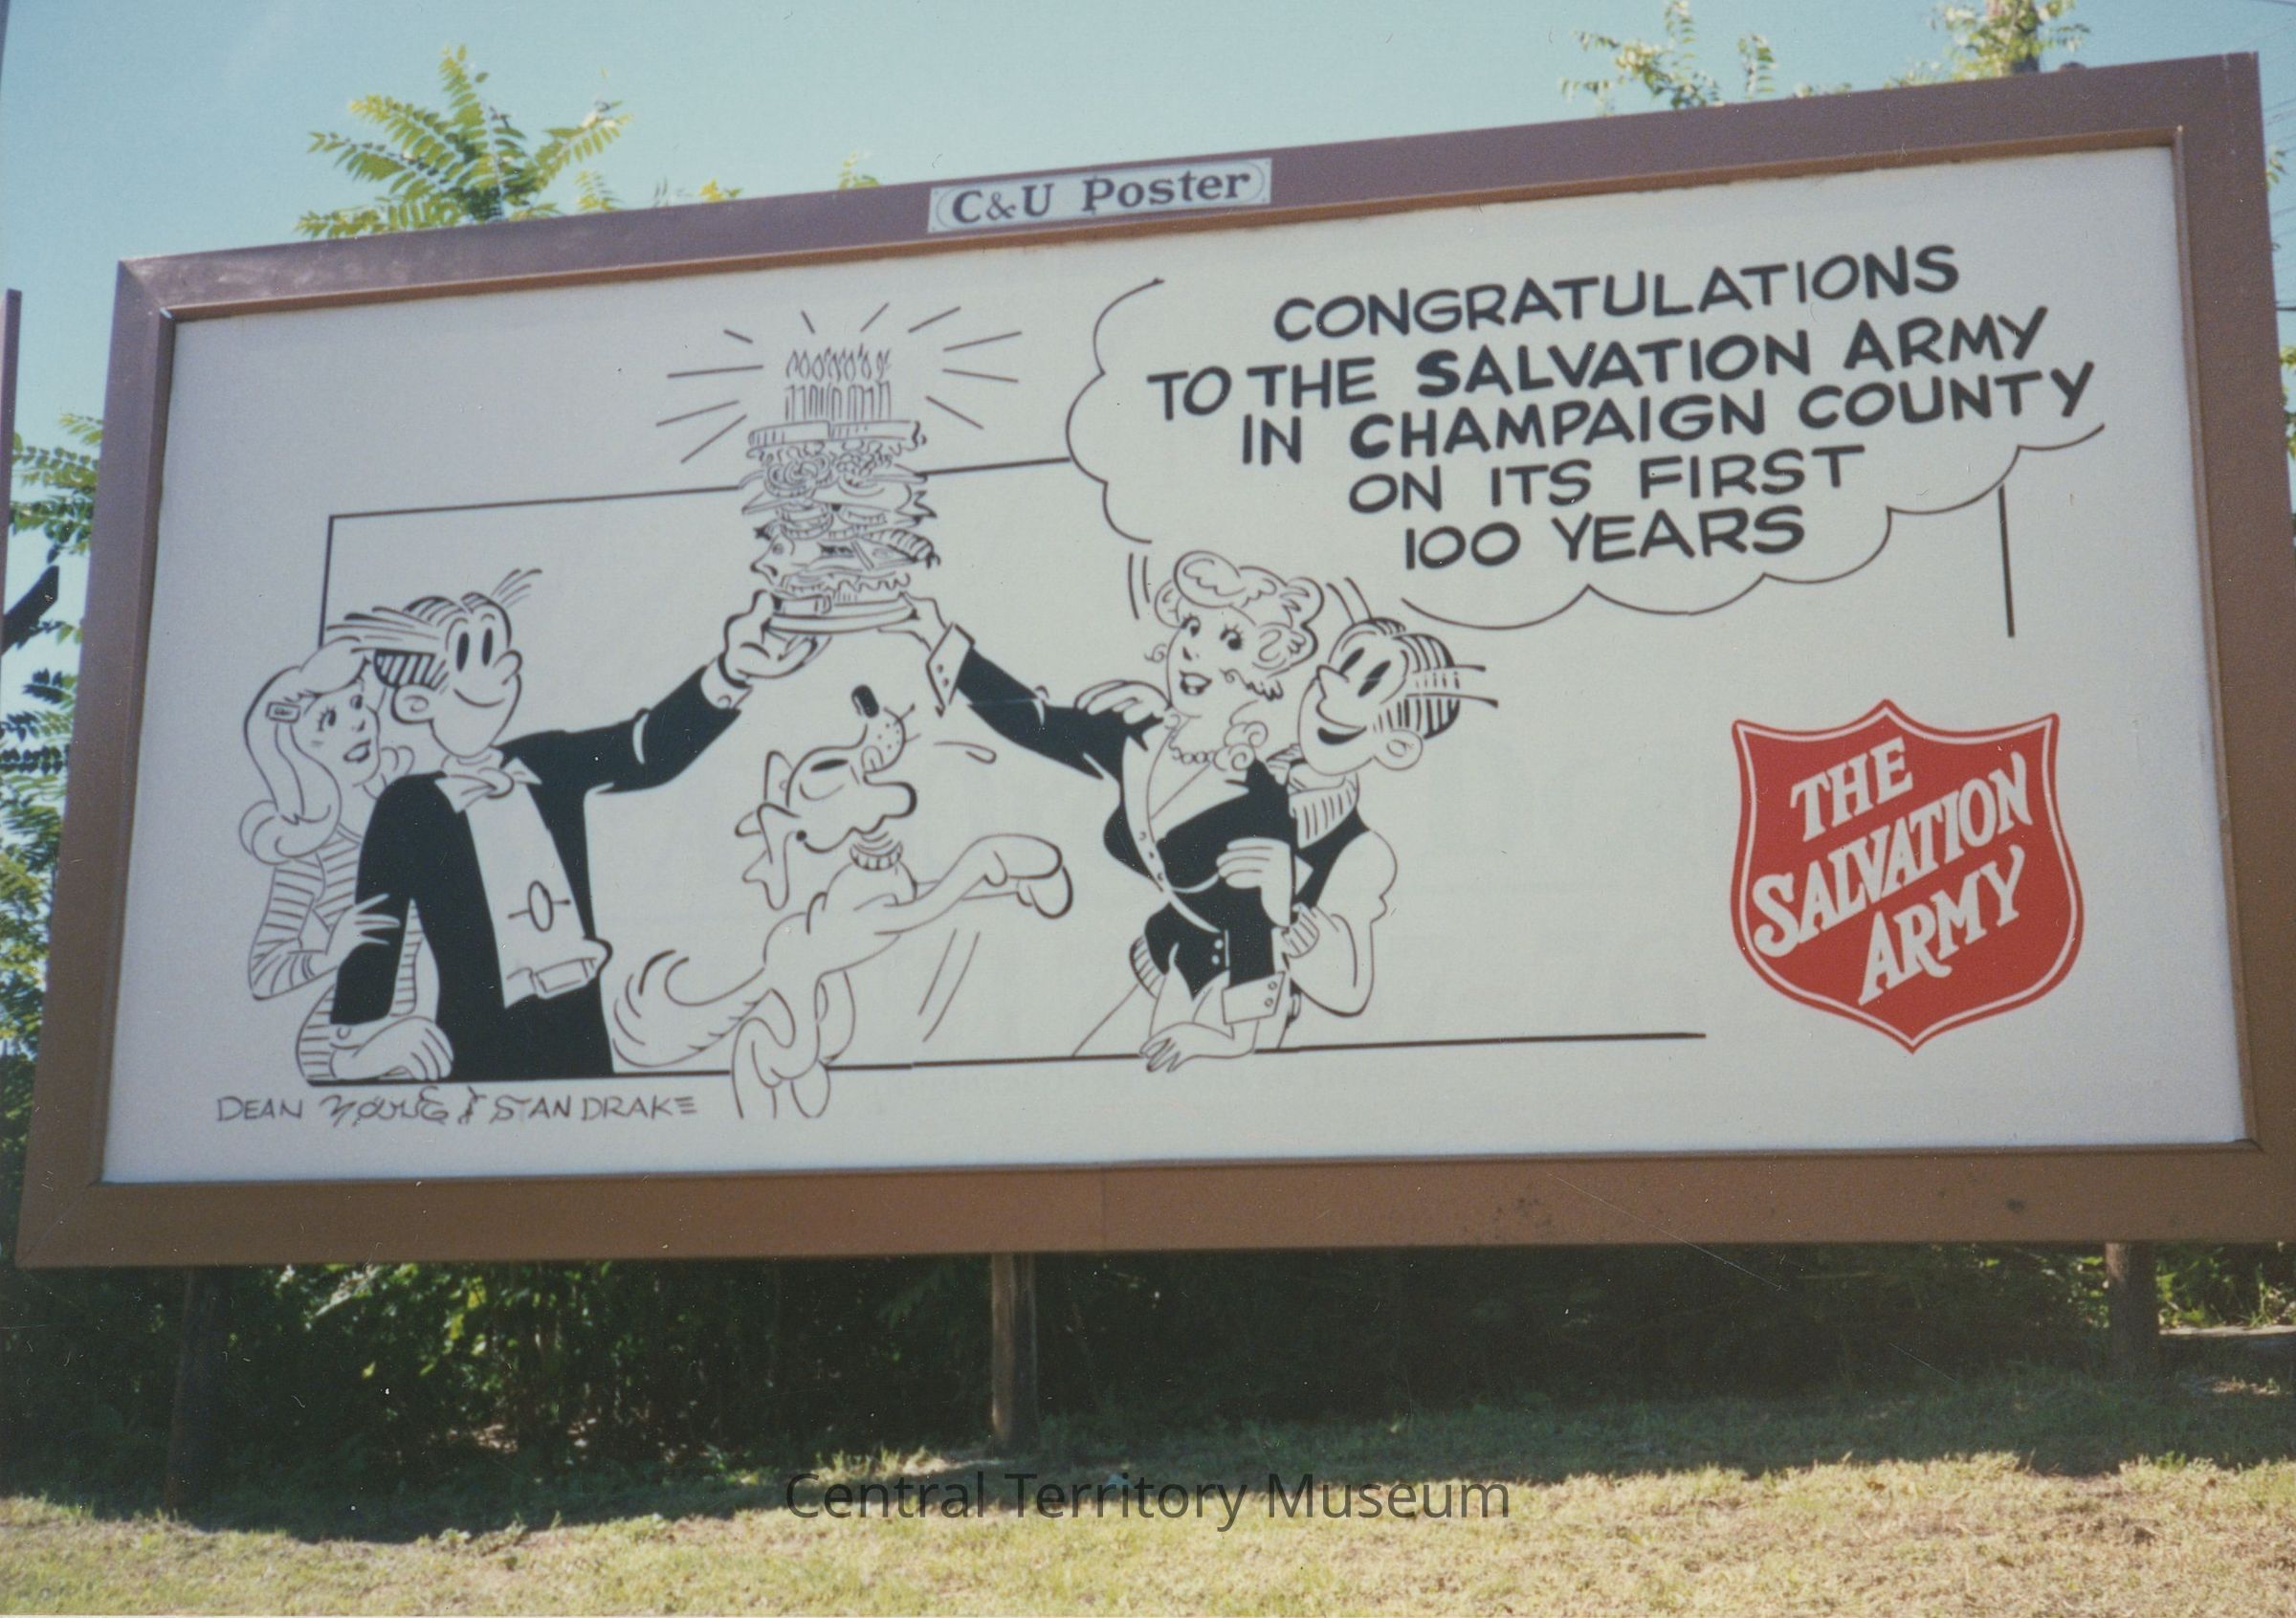 C&U Poster
CONGRATULATIONS
TO THE SALVATION ARMY
IN CHAMPAIGN COUNTY
ON ITS FIRST
100 YEARS
THE
SALVATION
ARMY
DEAN YOUNG & STAN DRAKE
Central Territory Museum